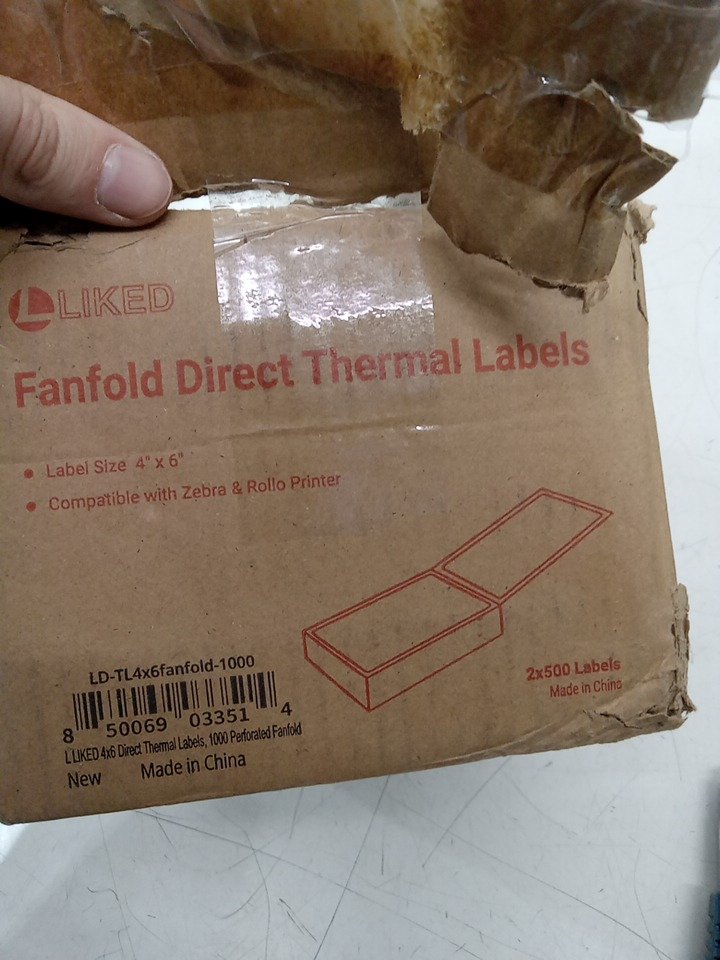 L LIKED
Fanfold Direct Thermal Labels
• Label Size 4" x 6"
• Compatible with Zebra & Rollo Printer
LD-TL4x6fanfold-1000
8 50069 03351 4
L LIKED 4x6 Direct Thermal Labels, 1000 Perforated Fanfold
New Made in China
2x500 Labels
Made in China